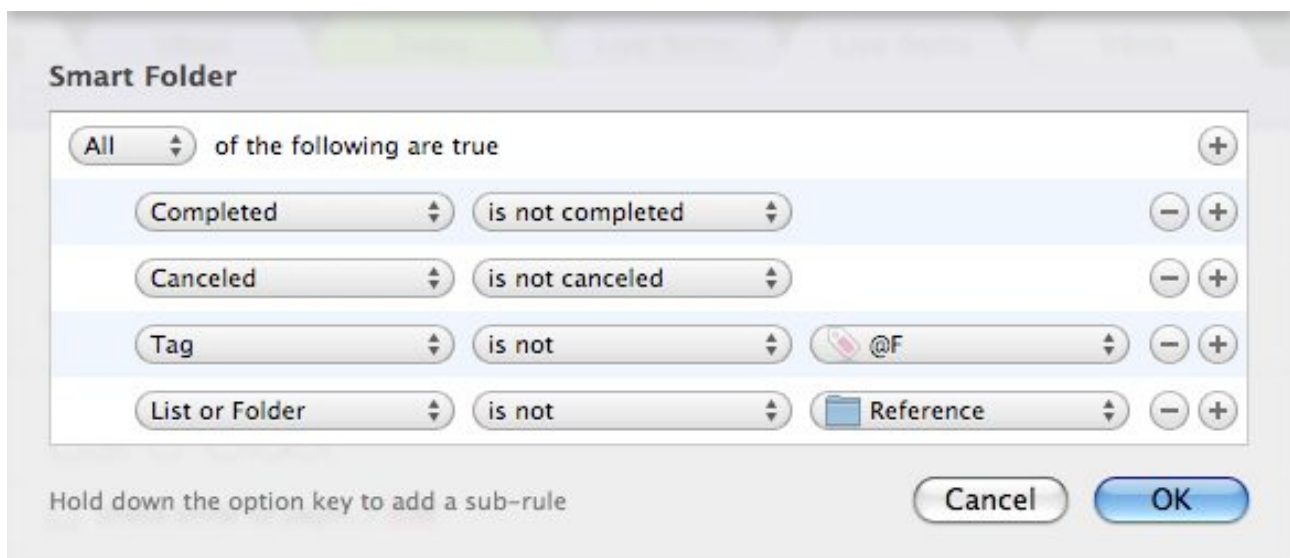 Smart Folder
All of the following are true
Completed is not completed
Canceled is not canceled
Tag is not @F
List or Folder is not Reference
Hold down the option key to add a sub-rule Cancel OK